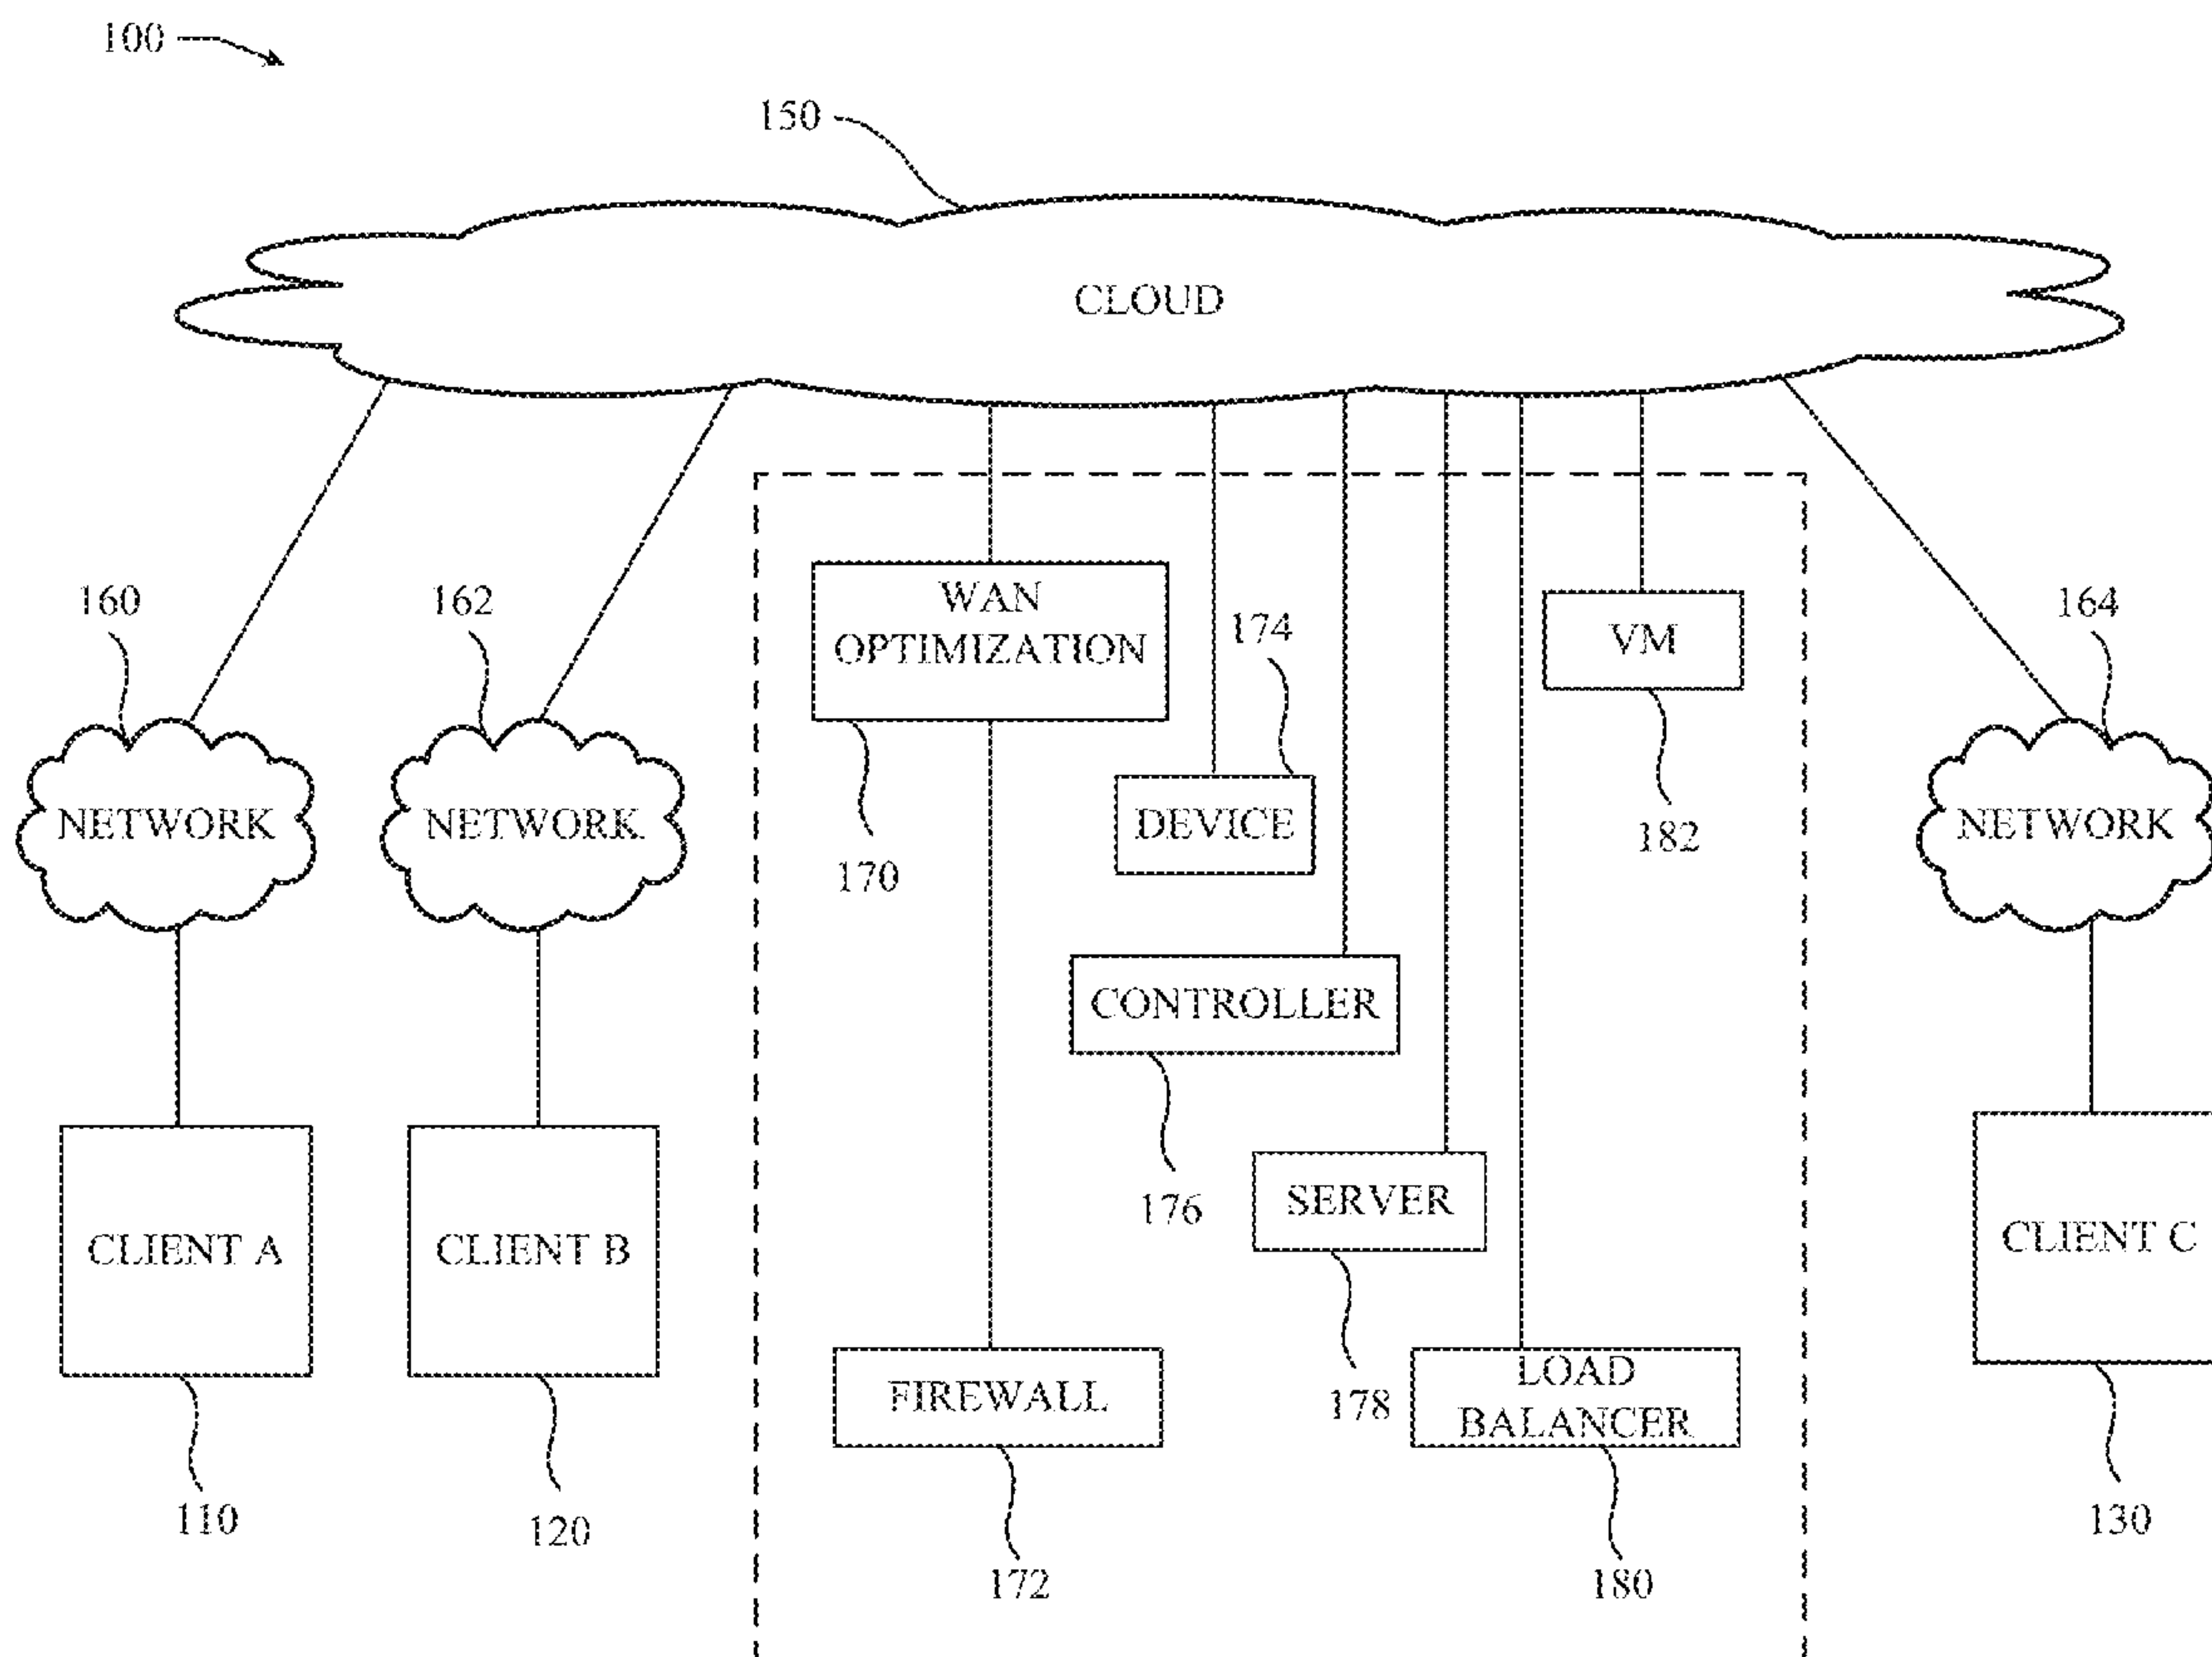 100
150
CLOUD
160
162
WAN
OPTIMIZATION
174
VM
164
NETWORK
NETWORK
170
DEVICE
182
NETWORK
CONTROLLER
176
SERVER
CLIENT A
CLIENT B
CLIENT C
FIREWALL
178
LOAD
BALANCER
110
120
172
180
130